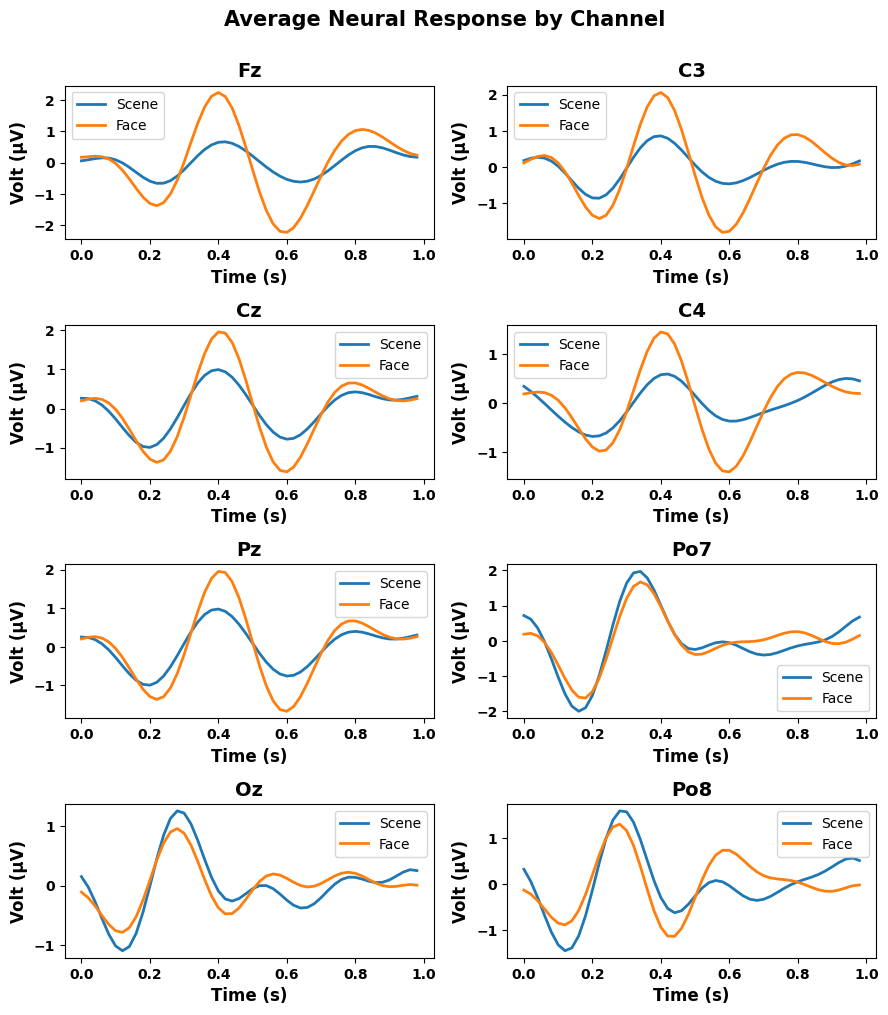 Average Neural Response by Channel
Fz
Scene
Face
2
1
0
−1
−2
Volt (μV)
0.0 0.2 0.4 0.6 0.8 1.0
Time (s)
C3
Scene
Face
2
1
0
−1
Volt (μV)
0.0 0.2 0.4 0.6 0.8 1.0
Time (s)
Cz
Scene
Face
2
1
0
−1
Volt (μV)
0.0 0.2 0.4 0.6 0.8 1.0
Time (s)
C4
Scene
Face
1
0
−1
Volt (μV)
0.0 0.2 0.4 0.6 0.8 1.0
Time (s)
Pz
Scene
Face
2
1
0
−1
Volt (μV)
0.0 0.2 0.4 0.6 0.8 1.0
Time (s)
Po7
2
1
0
−1
−2
Volt (μV)
Scene
Face
0.0 0.2 0.4 0.6 0.8 1.0
Time (s)
Oz
Scene
Face
1
0
−1
Volt (μV)
0.0 0.2 0.4 0.6 0.8 1.0
Time (s)
Po8
Scene
Face
1
0
−1
Volt (μV)
0.0 0.2 0.4 0.6 0.8 1.0
Time (s)